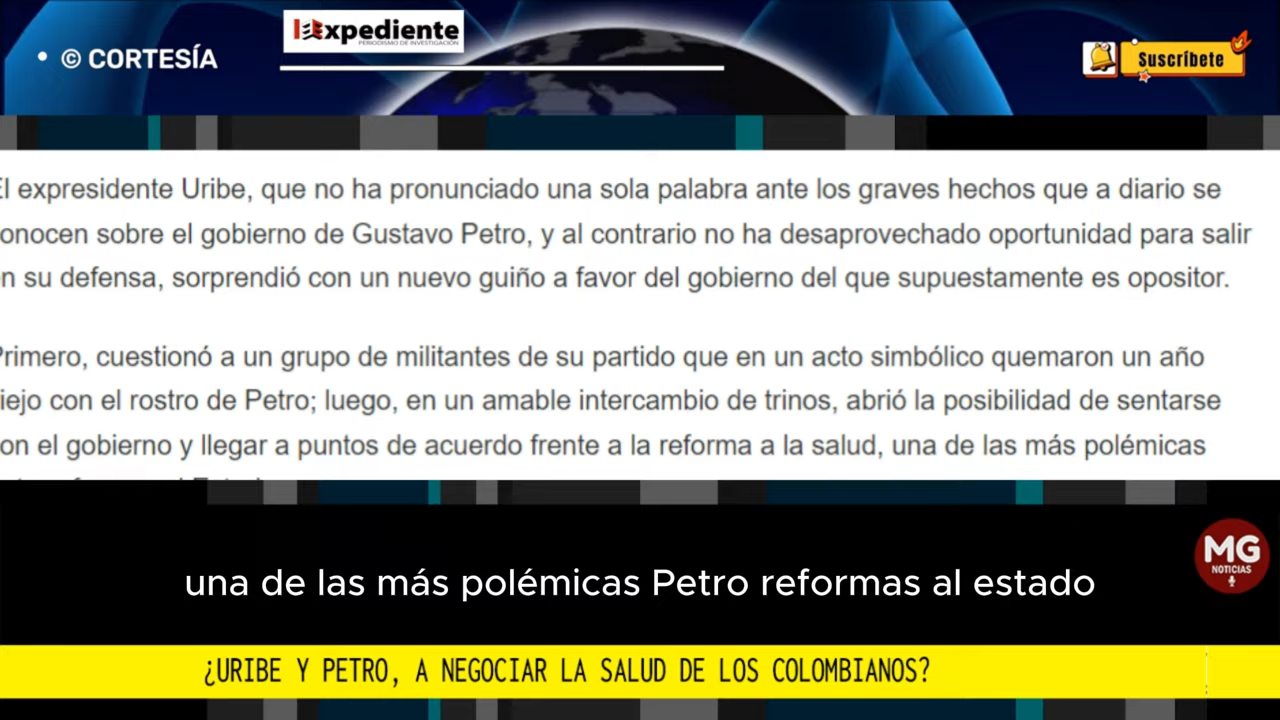 • © CORTESÍA
Expediente
PERIODISMO DE INVESTIGACIÓN
Suscríbete
El expresidente Uribe, que no ha pronunciado una sola palabra ante los graves hechos que a diario se
onocen sobre el gobierno de Gustavo Petro, y al contrario no ha desaprovechado oportunidad para salir
n su defensa, sorprendió con un nuevo guiño a favor del gobierno del que supuestamente es opositor.
Primero, cuestionó a un grupo de militantes de su partido que en un acto simbólico quemaron un año
iejo con el rostro de Petro; luego, en un amable intercambio de trinos, abrió la posibilidad de sentarse
on el gobierno y llegar a puntos de acuerdo frente a la reforma a la salud, una de las más polémicas
una de las más polémicas Petro reformas al estado
MG
NOTICIAS
¿URIBE Y PETRO, A NEGOCIAR LA SALUD DE LOS COLOMBIANOS?